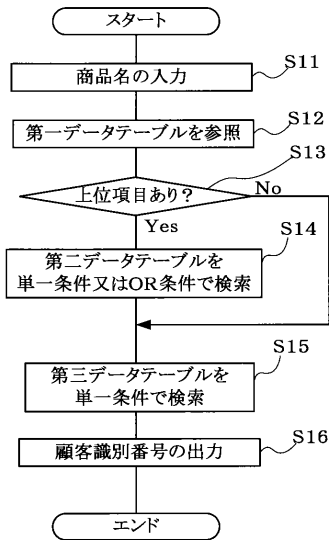 スタート
S11
商品名の入力
S12
第一データテーブルを参照
S13
上位項目あり?
No
Yes
S14
第二データテーブルを
単一条件又はOR条件で検索
S15
第三データテーブルを
単一条件で検索
S16
顧客識別番号の出力
エンド